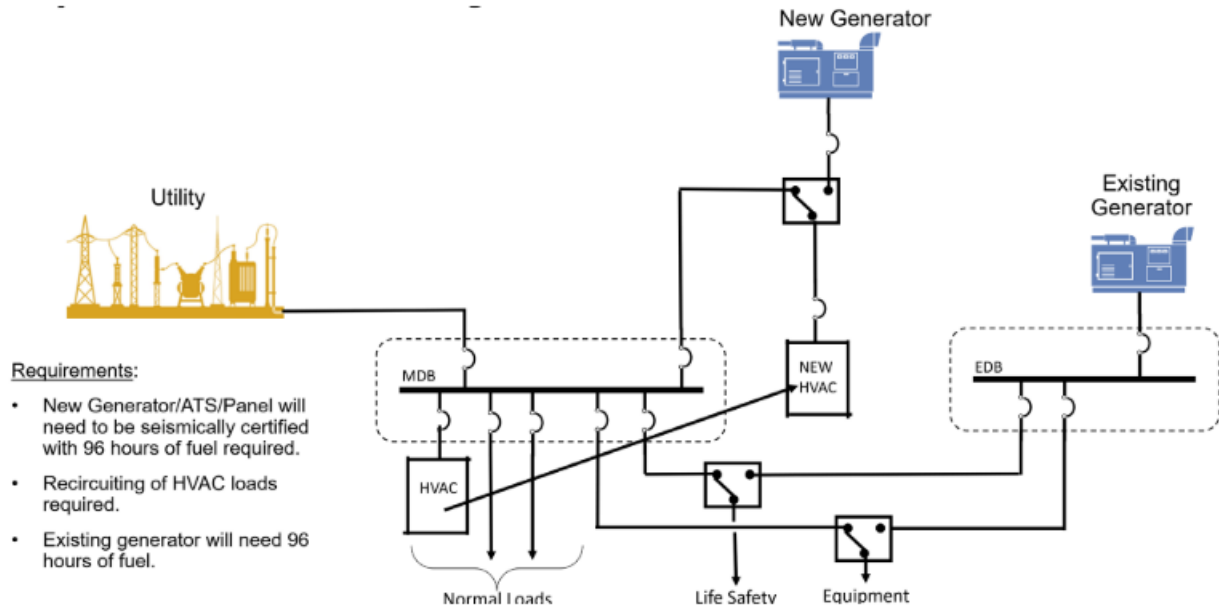 New Generator
Utility
Existing
Generator
MDB
NEW
HVAC
EDB
Requirements:
• New Generator/ATS/Panel will
need to be seismically certified
with 96 hours of fuel required.
• Recircuiting of HVAC loads
required.
• Existing generator will need 96
hours of fuel.
HVAC
Normal Loads
Life Safety
Equipment